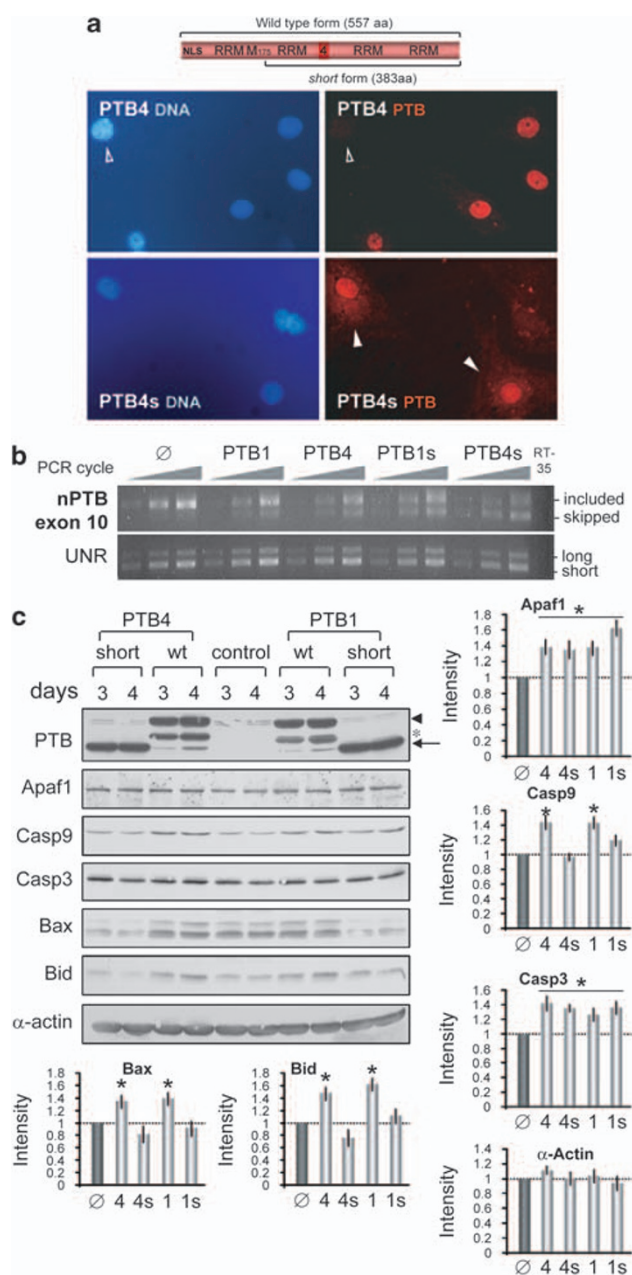 a
Wild type form (557 aa)
NLS RRM M175 RRM 4 RRM RRM
short form (383aa)
PTB4 DNA
PTB4 PTB
PTB4s DNA
PTB4s PTB
b
Ø PTB1 PTB4 PTB1s PTB4s RT-
PCR cycle 35
nPTB
exon 10
included
skipped
UNR
long
short
c
PTB4 PTB1
short wt control wt short
days 3 4 3 4 3 4 3 4 3 4
PTB
*
Apaf1
Casp9
Casp3
Bax
Bid
α-actin
Apaf1
*
Intensity
1.8
1.6
1.4
1.2
1
0.8
0.6
0.4
0.2
0
Ø 4 4s 1 1s
Casp9
* *
Intensity
1.8
1.6
1.4
1.2
1
0.8
0.6
0.4
0.2
0
Ø 4 4s 1 1s
Casp3
*
Intensity
1.8
1.6
1.4
1.2
1
0.8
0.6
0.4
0.2
0
Ø 4 4s 1 1s
α-Actin
Intensity
1.4
1.2
1
0.8
0.6
0.4
0.2
0
Ø 4 4s 1 1s
Bax
* *
Intensity
1.8
1.6
1.4
1.2
1
0.8
0.6
0.4
0.2
0
Ø 4 4s 1 1s
Bid
* *
Intensity
1.8
1.6
1.4
1.2
1
0.8
0.6
0.4
0.2
0
Ø 4 4s 1 1s